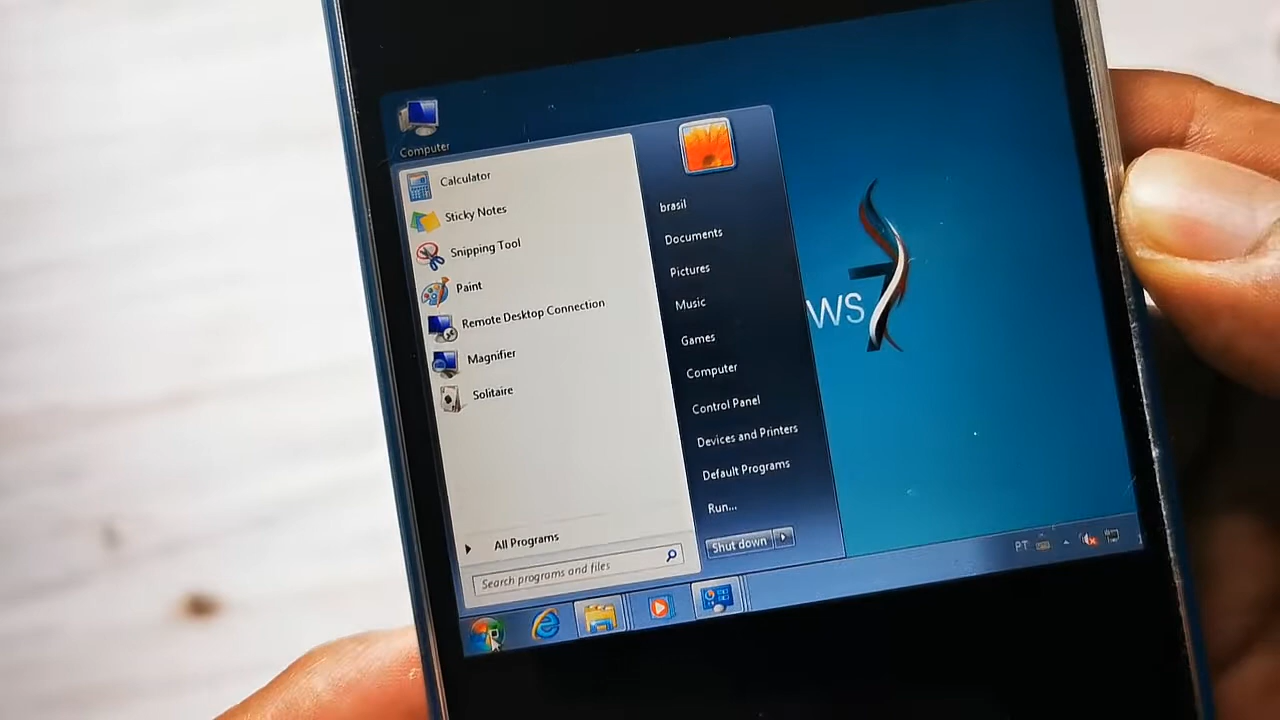 Computer
Calculator
Sticky Notes
Snipping Tool
Paint
Remote Desktop Connection
Magnifier
Solitaire
All Programs
Search programs and files
brasil
Documents
Pictures
Music
Games
Computer
Control Panel
Devices and Printers
Default Programs
Run...
Shut down
WS 7
PT